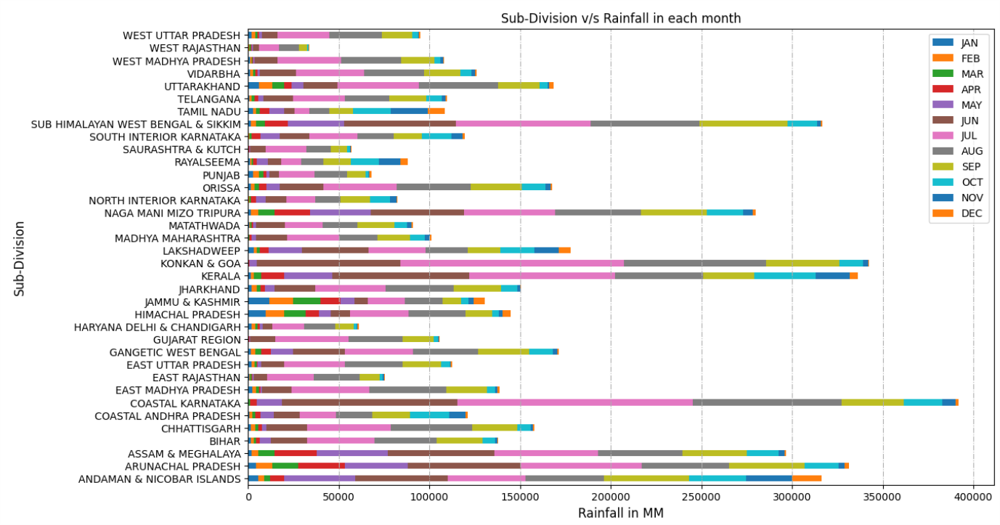 Sub-Division v/s Rainfall in each month
Sub-Division
WEST UTTAR PRADESH
WEST RAJASTHAN
WEST MADHYA PRADESH
VIDARBHA
UTTARAKHAND
TELANGANA
TAMIL NADU
SUB HIMALAYAN WEST BENGAL & SIKKIM
SOUTH INTERIOR KARNATAKA
SAURASHTRA & KUTCH
RAYALSEEMA
PUNJAB
ORISSA
NORTH INTERIOR KARNATAKA
NAGA MANI MIZO TRIPURA
MATATHWADA
MADHYA MAHARASHTRA
LAKSHADWEEP
KONKAN & GOA
KERALA
JHARKHAND
JAMMU & KASHMIR
HIMACHAL PRADESH
HARYANA DELHI & CHANDIGARH
GUJARAT REGION
GANGETIC WEST BENGAL
EAST UTTAR PRADESH
EAST RAJASTHAN
EAST MADHYA PRADESH
COASTAL KARNATAKA
COASTAL ANDHRA PRADESH
CHHATTISGARH
BIHAR
ASSAM & MEGHALAYA
ARUNACHAL PRADESH
ANDAMAN & NICOBAR ISLANDS
JAN
FEB
MAR
APR
MAY
JUN
JUL
AUG
SEP
OCT
NOV
DEC
0 50000 100000 150000 200000 250000 300000 350000 400000
Rainfall in MM